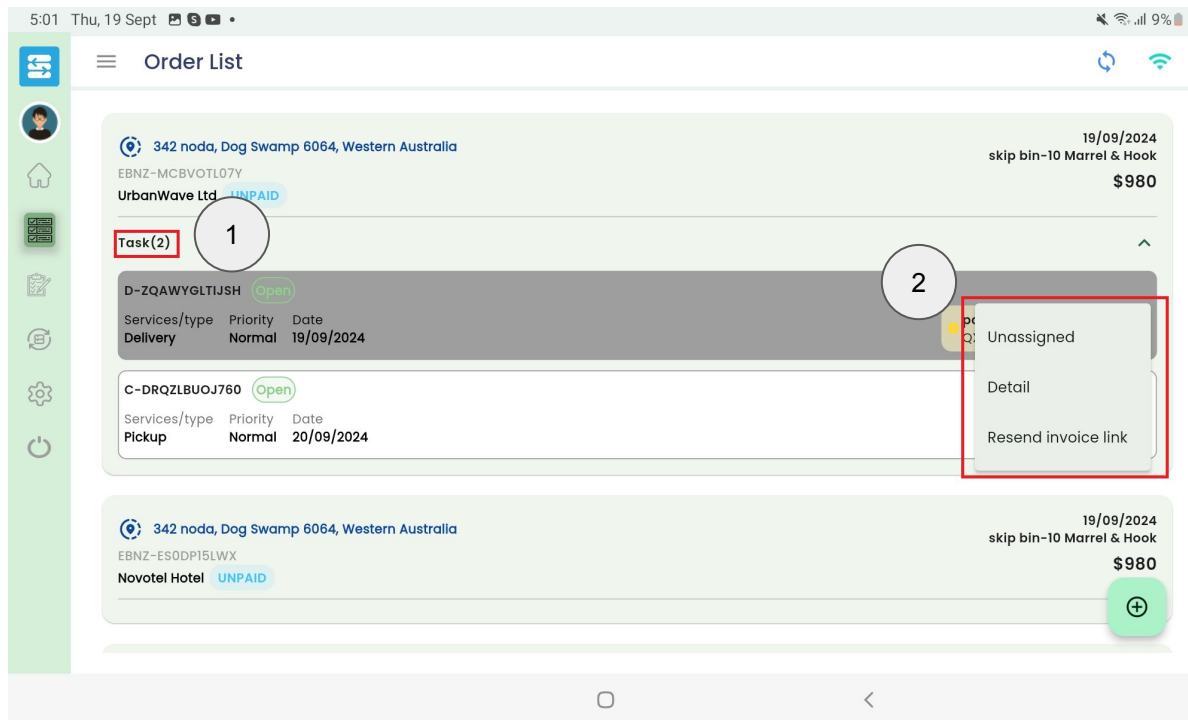 5:01 Thu, 19 Sept
9%
Order List
342 noda, Dog Swamp 6064, Western Australia
19/09/2024
skip bin-10 Marrel & Hook
EBNZ-MCBVOTL07Y
$980
UrbanWave Ltd UNPAID
Task(2)
1
2
D-ZQAWYGLTIJSH Open
Services/type Priority Date
Delivery Normal 19/09/2024
Unassigned
Detail
Resend invoice link
C-DRQZLBUOJ760 Open
Services/type Priority Date
Pickup Normal 20/09/2024
342 noda, Dog Swamp 6064, Western Australia
19/09/2024
skip bin-10 Marrel & Hook
EBNZ-ES0DP15LWX
$980
Novotel Hotel UNPAID